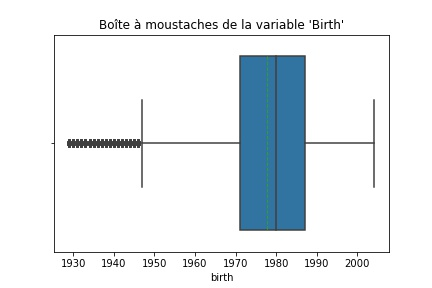 Boîte à moustaches de la variable 'Birth'
1930 1940 1950 1960 1970 1980 1990 2000
birth